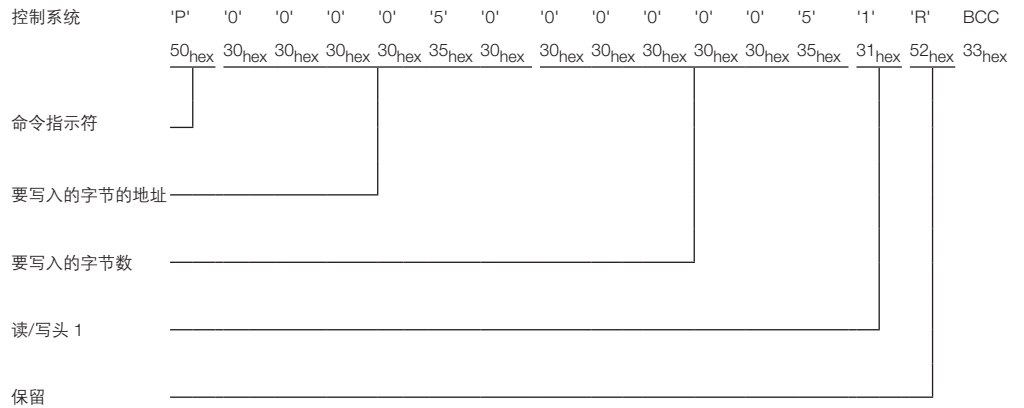 控制系统 'P' '0' '0' '0' '0' '5' '0' '0' '0' '0' '0' '0' '5' '1' 'R' BCC
50hex 30hex 30hex 30hex 30hex 35hex 30hex 30hex 30hex 30hex 30hex 30hex 35hex 31hex 52hex 33hex
命令指示符
要写入的字节的地址
要写入的字节数
读/写头 1
保留